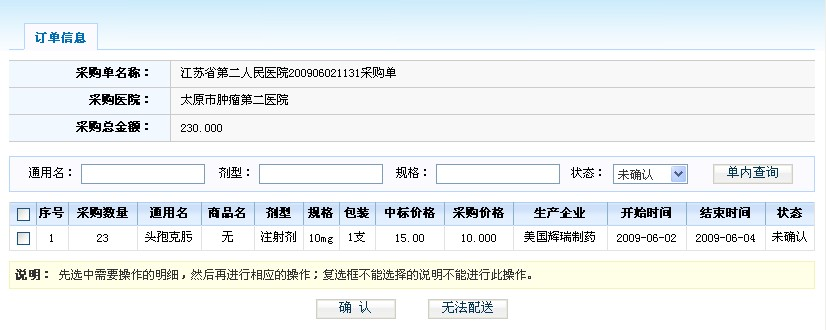 订单信息
采购单名称： 江苏省第二人民医院200906021131采购单
采购医院： 太原市肿瘤第二医院
采购总金额： 230.000
通用名： 剂型： 规格： 状态： 未确认 单内查询
序号 采购数量 通用名 商品名 剂型 规格 包装 中标价格 采购价格 生产企业 开始时间 结束时间 状态
1 23 头孢克肟 无 注射剂 10mg 1支 15.00 10.000 美国辉瑞制药 2009-06-02 2009-06-04 未确认
说明： 先选中需要操作的明细，然后再进行相应的操作；复选框不能选择的说明不能进行此操作。
确 认 无法配送